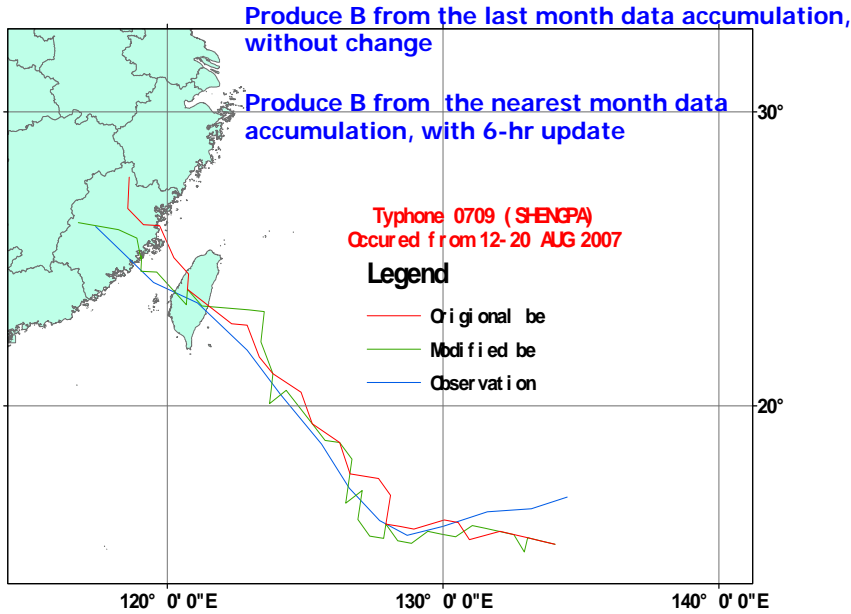 Produce B from the last month data accumulation,
without change
Produce B from the nearest month data
accumulation, with 6-hr update
30°
Typhone 0709 (SHENGPA)
Occured from 12-20 AUG 2007
Legend
Origional be
Modified be
Observation
20°
120° 0' 0"E
130° 0' 0"E
140° 0' 0"E